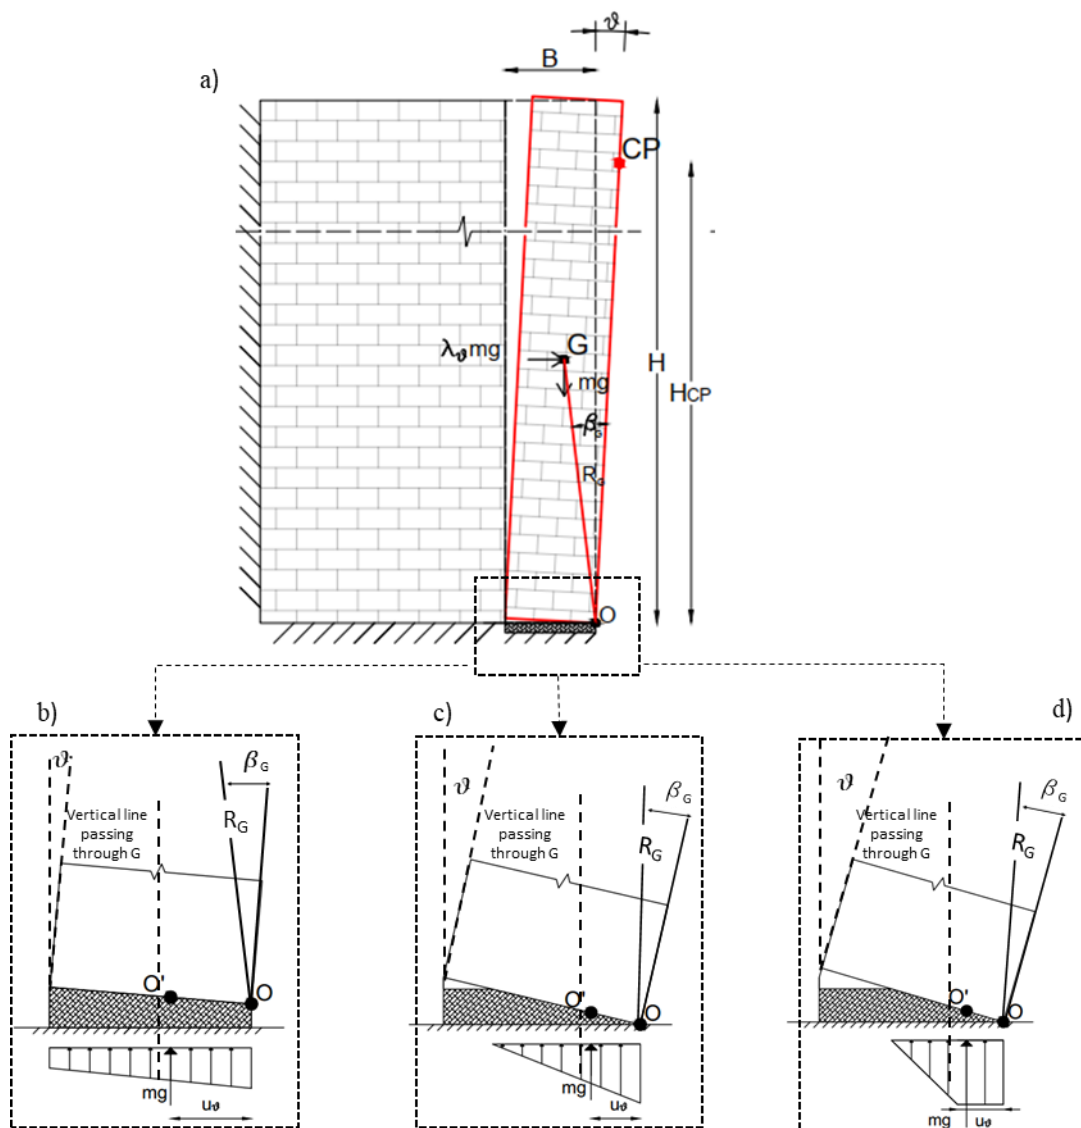 ϑ
B
a)
CP
H
HCP
G
λϑmg
mg
βG
RG
O
b)
c)
d)
ϑ
βG
RG
Vertical line
passing
through G
O'
O
mg
uϑ
ϑ
βG
RG
Vertical line
passing
through G
O''
O
mg
uϑ
ϑ
βG
RG
Vertical line
passing
through G
O'
O
mg
uϑ